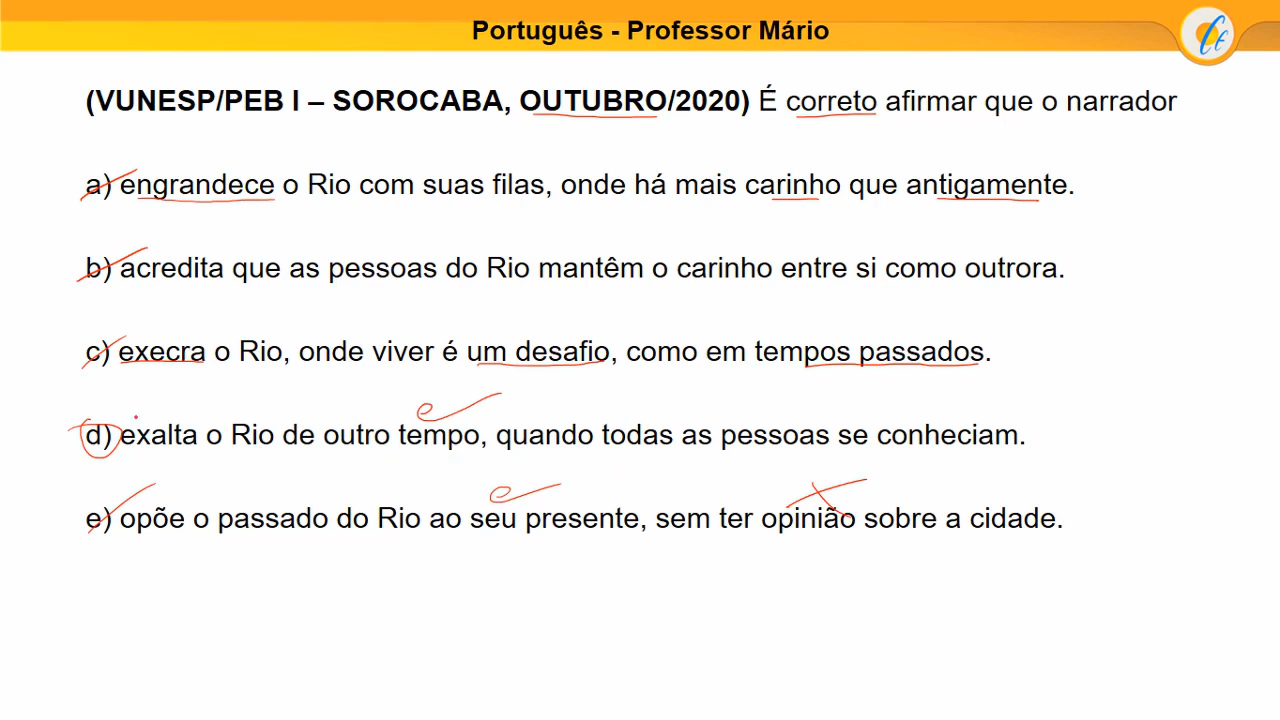 Português - Professor Mário
(VUNESP/PEB I – SOROCABA, OUTUBRO/2020) É correto afirmar que o narrador
a) engrandece o Rio com suas filas, onde há mais carinho que antigamente.
b) acredita que as pessoas do Rio mantêm o carinho entre si como outrora.
c) execra o Rio, onde viver é um desafio, como em tempos passados.
d) exalta o Rio de outro tempo, quando todas as pessoas se conheciam.
e) opõe o passado do Rio ao seu presente, sem ter opinião sobre a cidade.